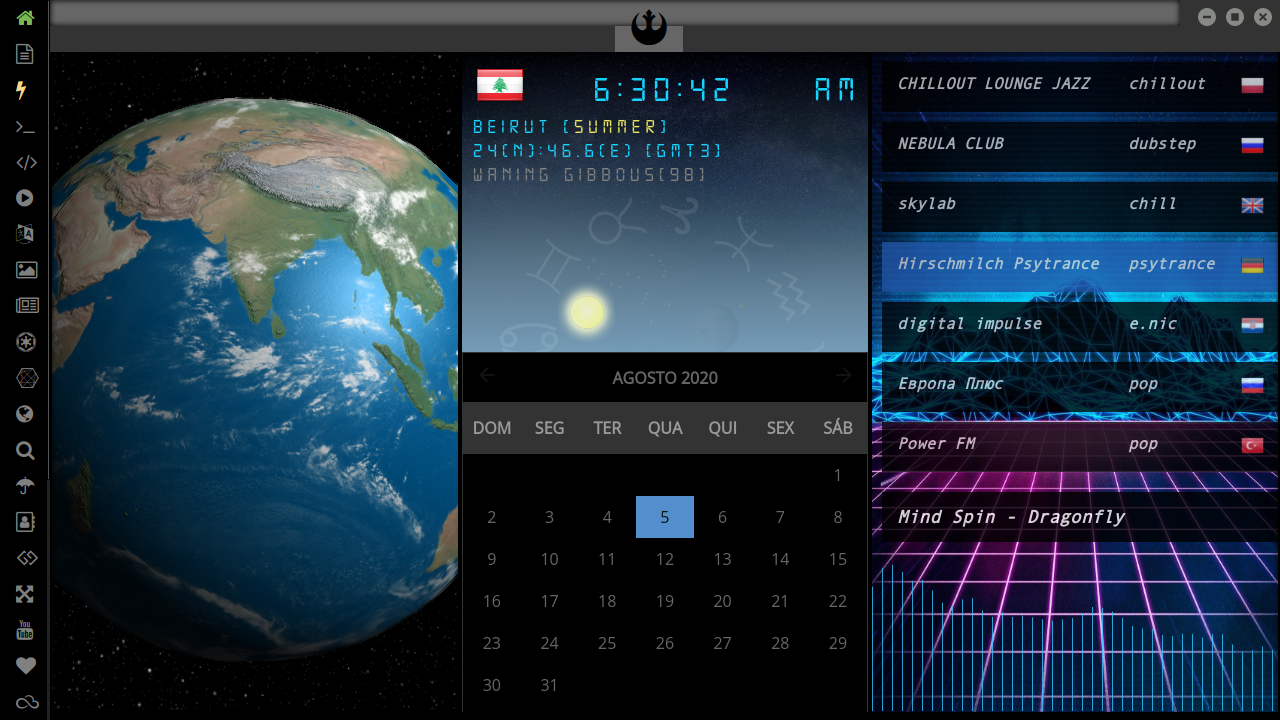 6:30:42 AM
BEIRUT (SUMMER)
24(N):46.6(E) (GMT3)
WANING GIBBOUS(98)
AGOSTO 2020
DOM SEG TER QUA QUI SEX SÁB
1
2 3 4 5 6 7 8
9 10 11 12 13 14 15
16 17 18 19 20 21 22
23 24 25 26 27 28 29
30 31
CHILLOUT LOUNGE JAZZ chillout
NEBULA CLUB dubstep
skylab chill
Hirschmilch Psytrance psytrance
digital impulse e.nic
Европа Плюс pop
Power FM pop
Mind Spin - Dragonfly
You Tube